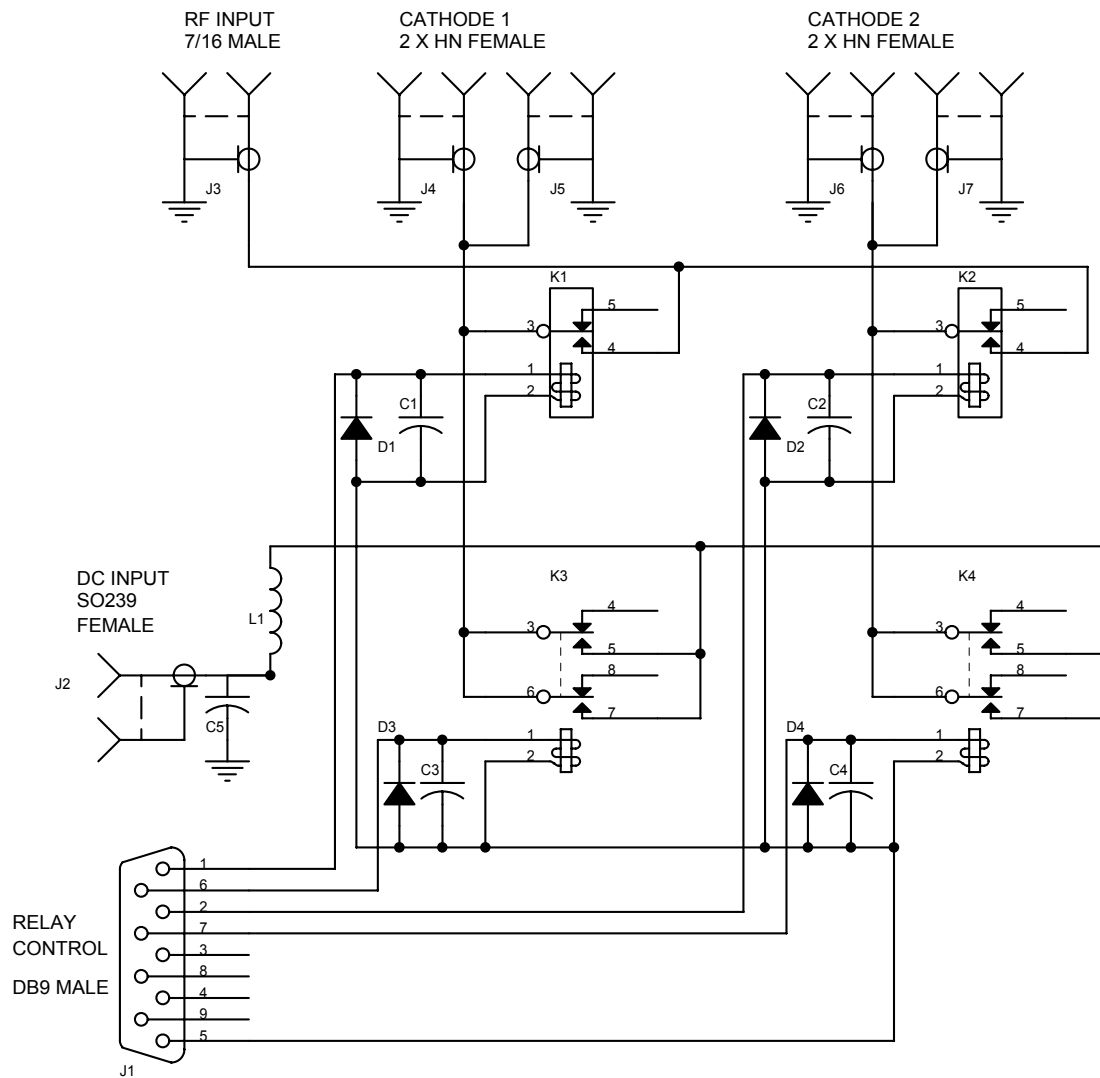 RF INPUT
7/16 MALE
CATHODE 1
2 X HN FEMALE
CATHODE 2
2 X HN FEMALE
J3
J4
J5
J6
J7
K1
K2
5
3
4
5
3
4
1
2
C1
D1
1
2
C2
D2
K3
K4
DC INPUT
SO239
FEMALE
L1
J2
C5
4
3
5
8
6
7
4
3
5
8
6
7
D3
1
2
C3
D4
1
2
C4
RELAY
CONTROL
DB9 MALE
1
6
2
7
3
8
4
9
5
J1